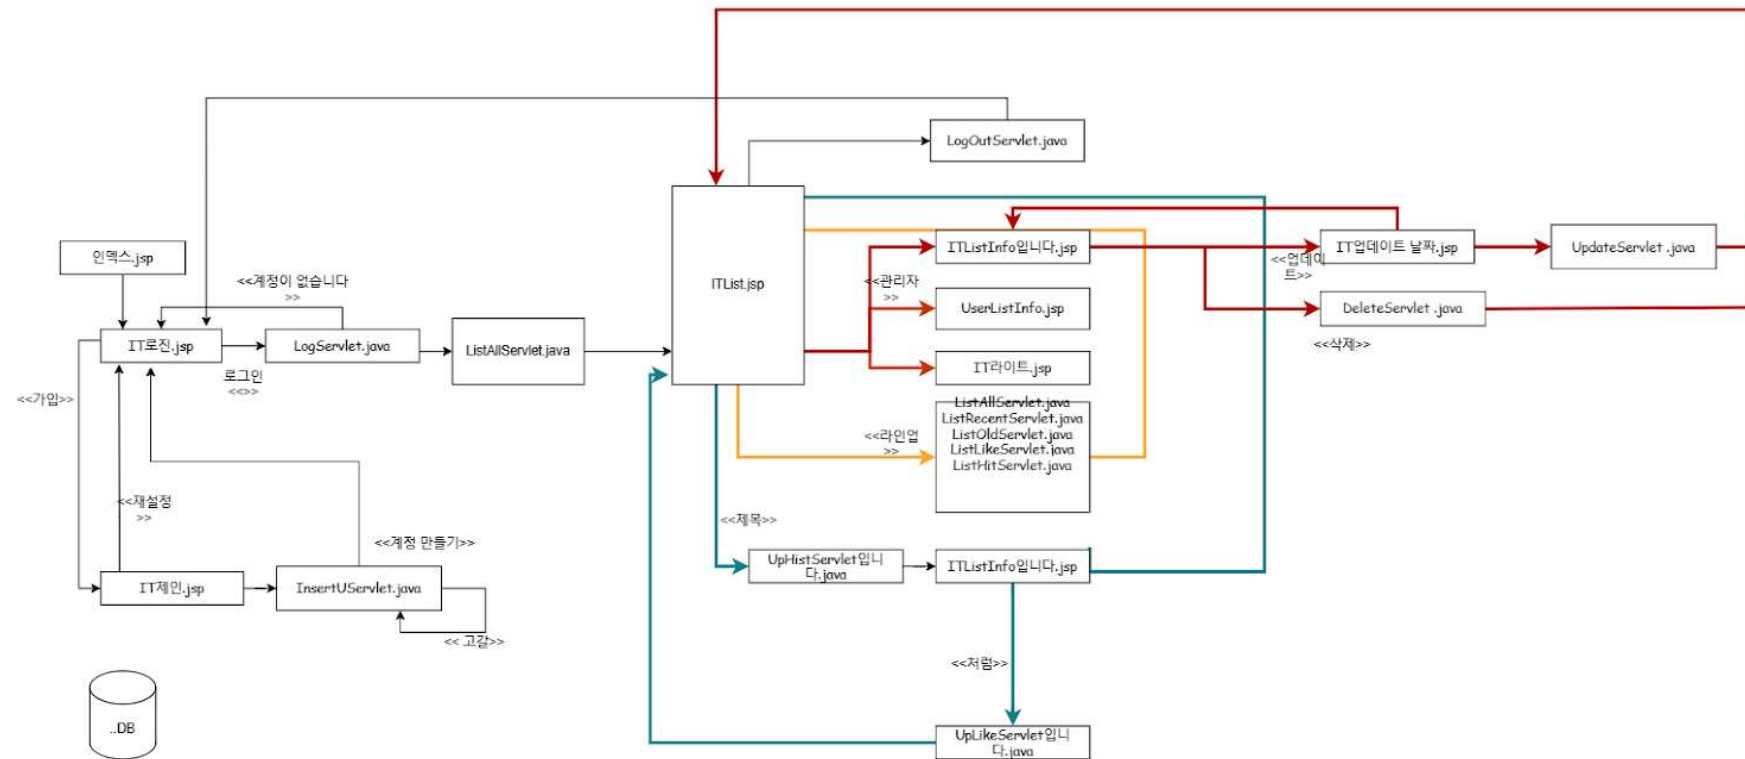 LogOutServlet.java
인덱스.jsp
<<계정이 없습니다
>>
ITList.jsp
ITListInfo입니다.jsp
IT업데이트 날짜.jsp
UpdateServlet .java
<<업데이
트>>
<<관리자
>>
UserListInfo.jsp
DeleteServlet .java
<<삭제>>
IT로진.jsp
LogServlet.java
ListAllServlet.java
로그인
<<>>
IT라이트.jsp
<<가입>>
ListAllServlet.java
ListRecentServlet.java
ListOldServlet.java
ListLikeServlet.java
ListHitServlet.java
<<라인업
>>
<<재설정
>>
<<제목>>
<<계정 만들기>>
UpHistServlet입니
다.java
ITListInfo입니다.jsp
IT제인.jsp
InsertUServlet.java
<< 고갈>>
<<처럼>>
..DB
UpLikeServlet입니
다.java